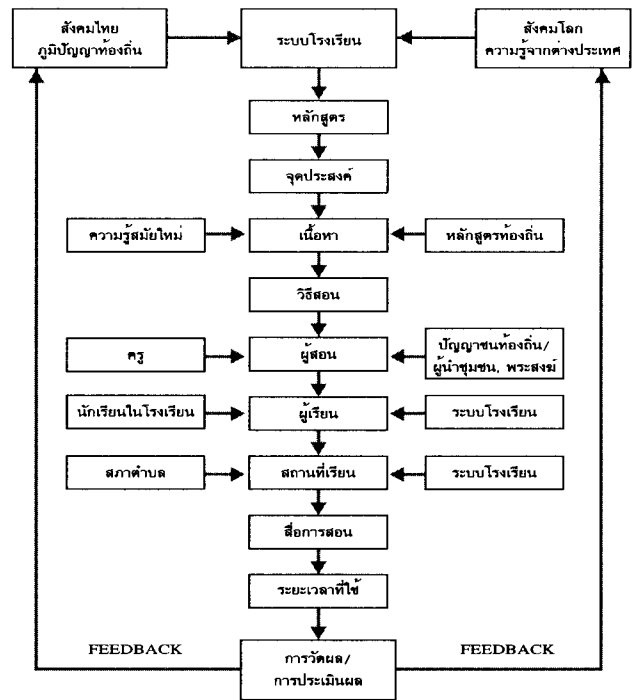 สังคมไทย
ภูมิปัญญาท้องถิ่น
ระบบโรงเรียน
สังคมโลก
ความรู้จากต่างประเทศ
หลักสูตร
จุดประสงค์
ความรู้สมัยใหม่
เนื้อหา
หลักสูตรท้องถิ่น
วิธีสอน
ครู
ผู้สอน
ปัญญาชนท้องถิ่น/
ผู้นำชุมชน, พระสงฆ์
นักเรียนในโรงเรียน
ผู้เรียน
ระบบโรงเรียน
สภาตำบล
สถานที่เรียน
ระบบโรงเรียน
สื่อการสอน
ระยะเวลาที่ใช้
FEEDBACK
การวัดผล/
การประเมินผล
FEEDBACK